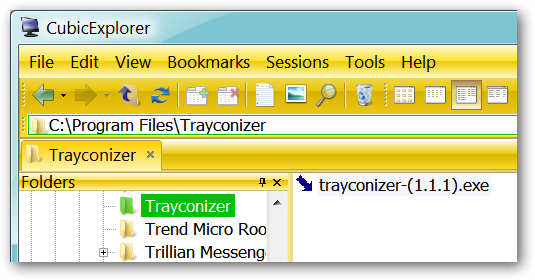 CubicExplorer
File Edit View Bookmarks Sessions Tools Help
C:\Program Files\Trayconizer
Trayconizer
Folders
Trayconizer
Trend Micro Roo
Trillian Messeng
trayconizer-(1.1.1).exe